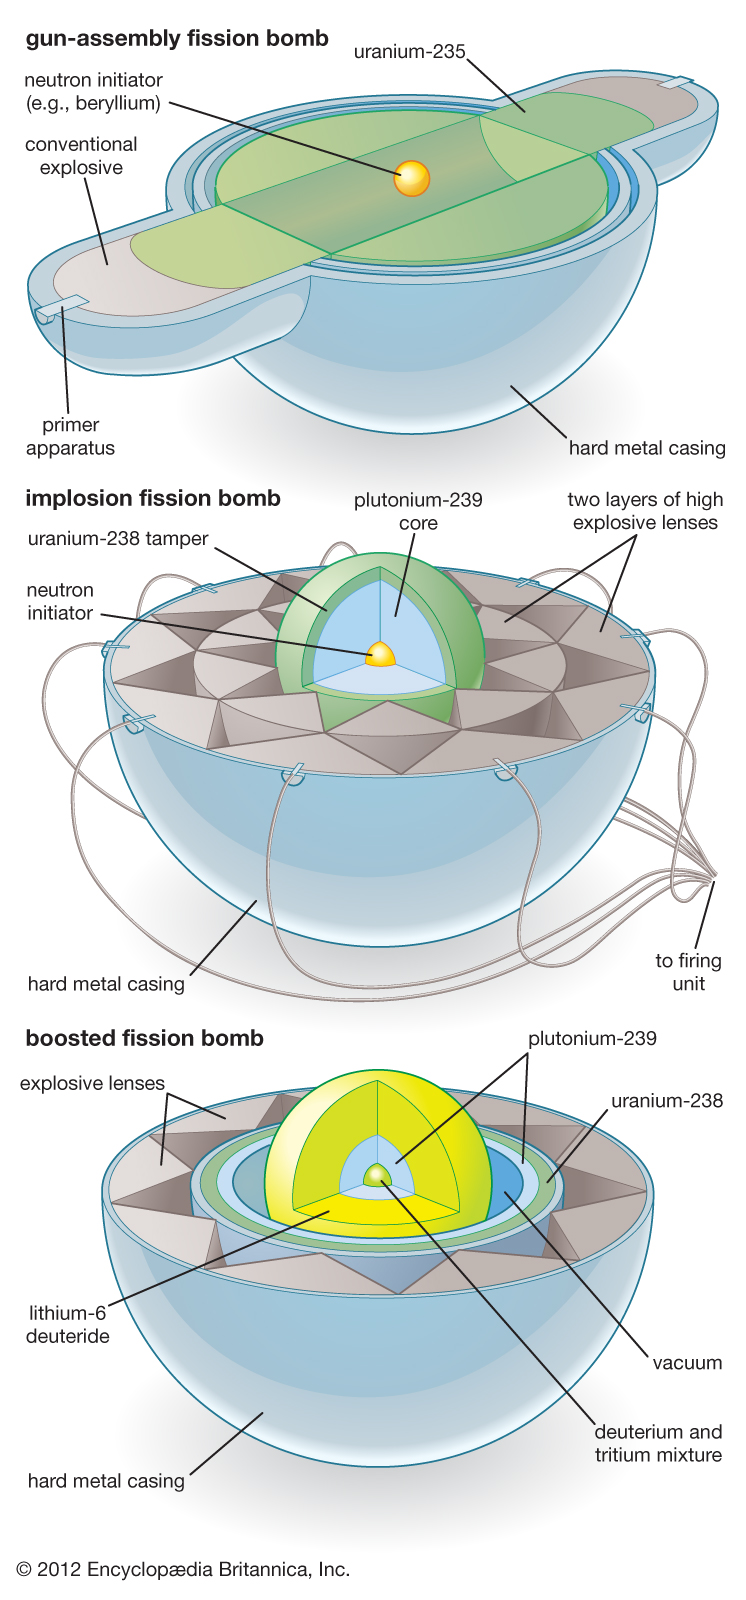 gun-assembly fission bomb
uranium-235
neutron initiator
(e.g., beryllium)
conventional
explosive
primer
apparatus
hard metal casing
implosion fission bomb
plutonium-239
core
two layers of high
explosive lenses
uranium-238 tamper
neutron
initiator
hard metal casing
to firing
unit
boosted fission bomb
plutonium-239
explosive lenses
uranium-238
lithium-6
deuteride
vacuum
deuterium and
tritium mixture
hard metal casing
© 2012 Encyclopædia Britannica, Inc.